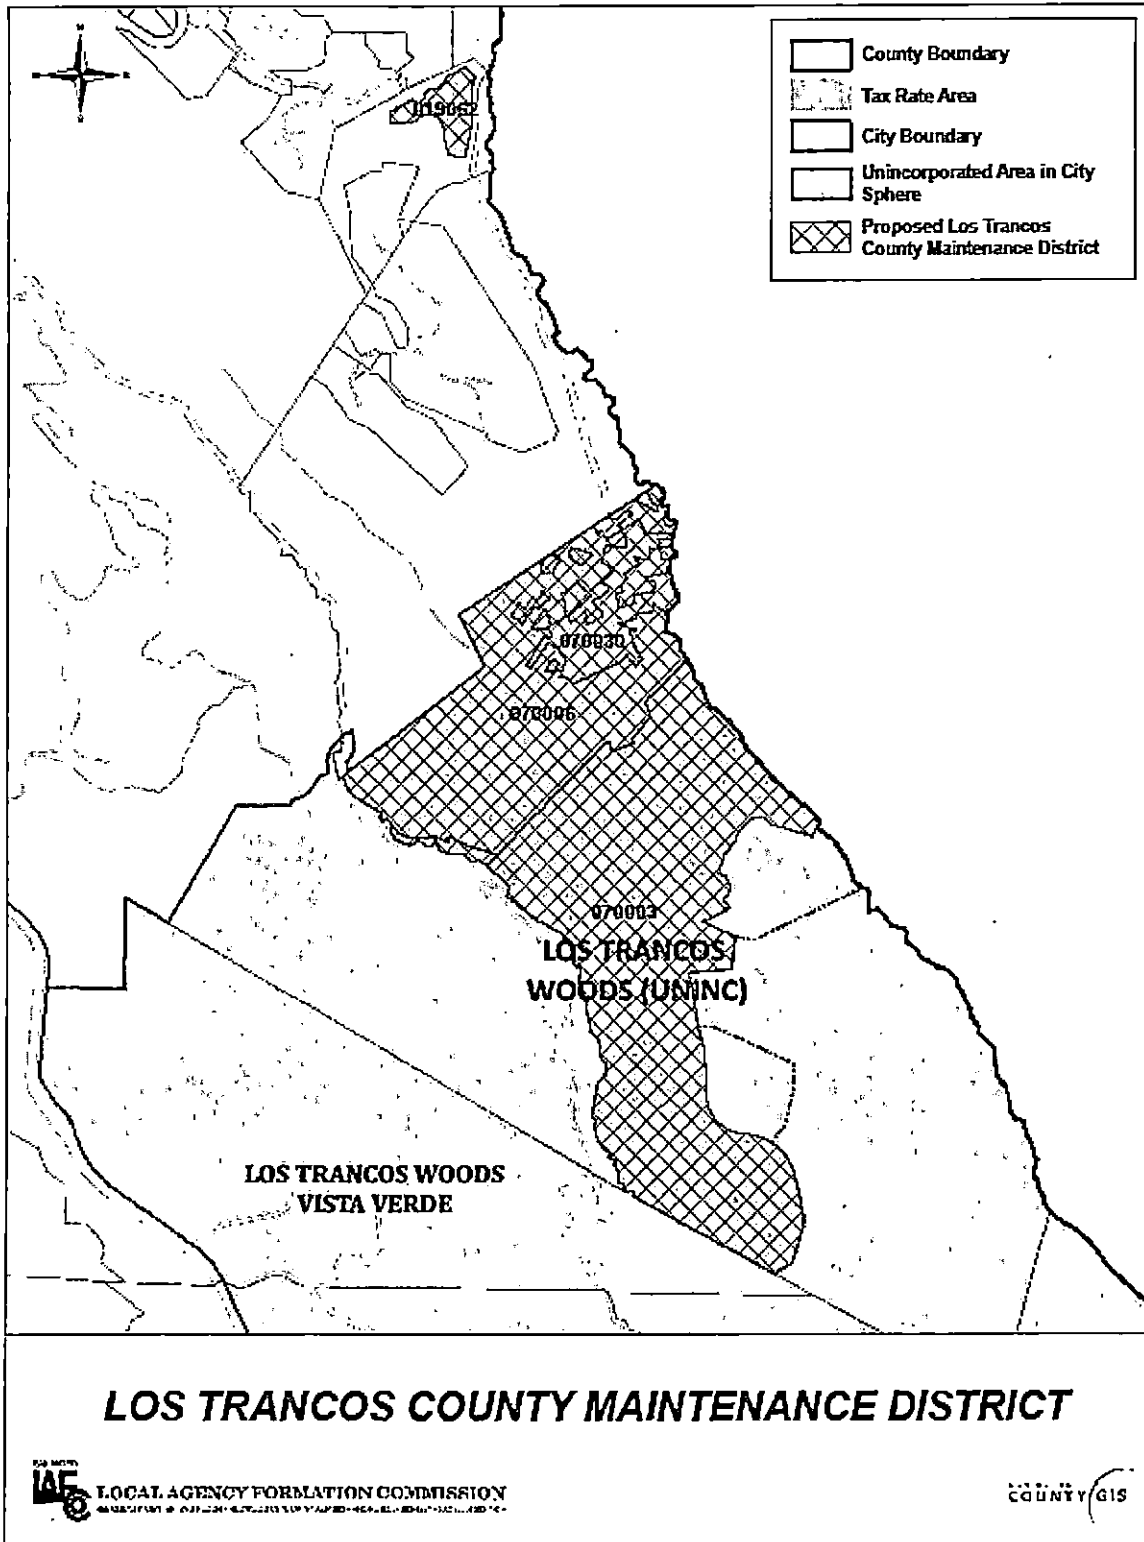 County Boundary
Tax Rate Area
City Boundary
Unincorporated Area in City
Sphere
Proposed Los Trancos
County Maintenance District
019062
070030
070006
070003
LOS TRANCOS
WOODS (UNINC)
LOS TRANCOS WOODS
VISTA VERDE
LOS TRANCOS COUNTY MAINTENANCE DISTRICT
LOCAL AGENCY FORMATION COMMISSION
COUNTY GIS